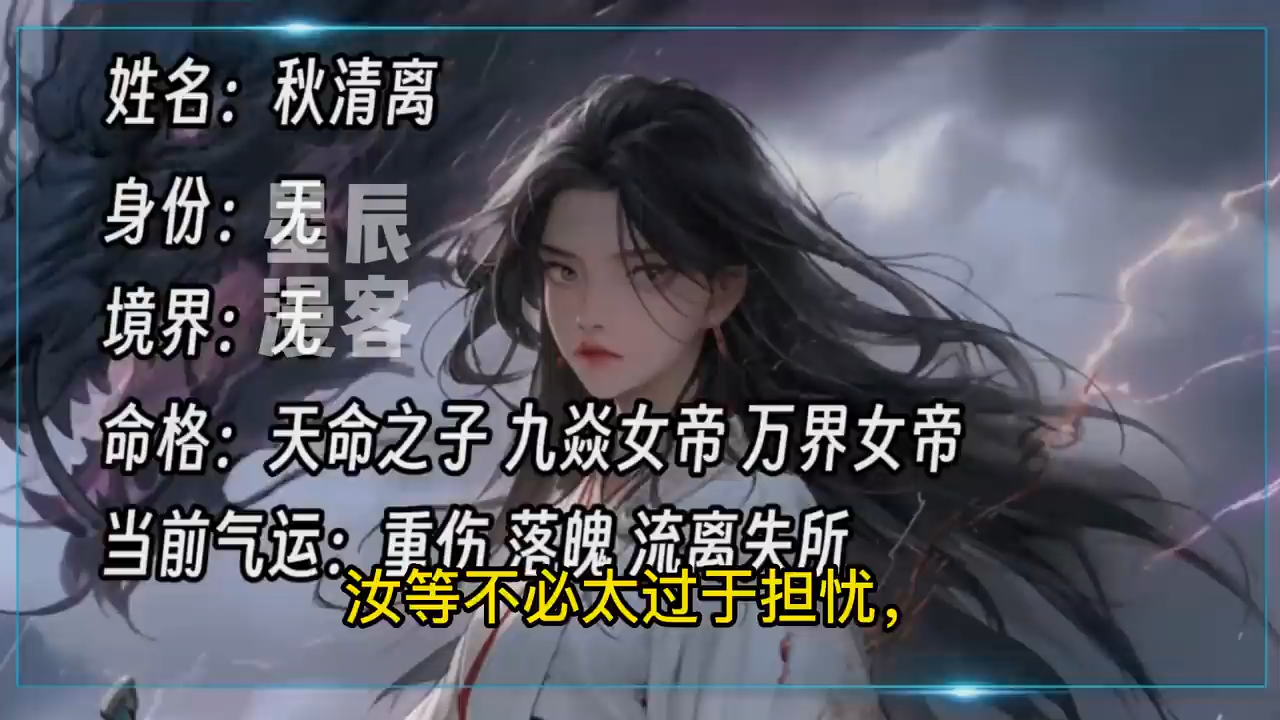 姓名：秋清离
身份：无
星辰
境界：无
漫客
命格：天命之子 九焱女帝 万界女帝
当前气运：重伤 落魄 流离失所
汝等不必太过于担忧，